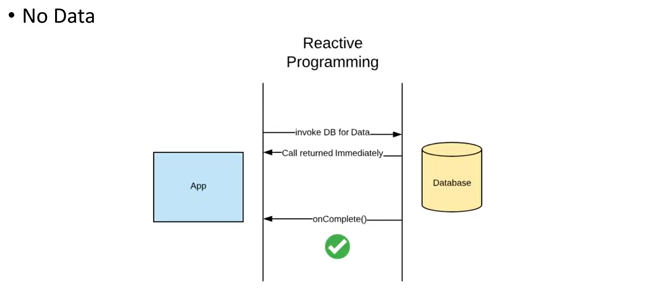 • No Data
Reactive
Programming
invoke DB for Data
Call returned Immediately
App
Database
onComplete()